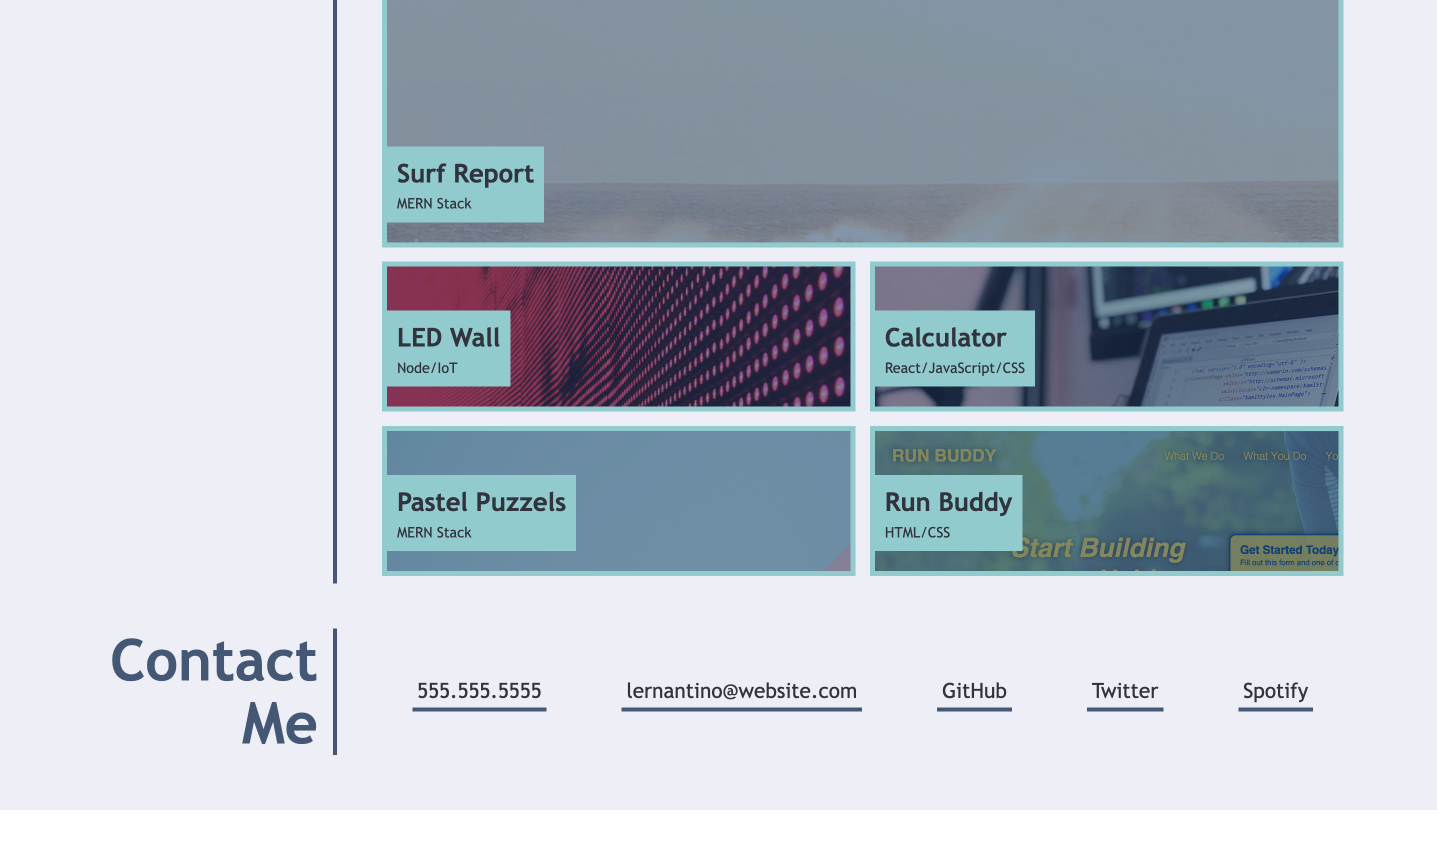 Surf Report
MERN Stack
LED Wall
Node/IoT
Calculator
React/JavaScript/CSS
Pastel Puzzels
MERN Stack
RUN BUDDY
What We Do What You Do Yo
Run Buddy
HTML/CSS
Start Building
Get Started Today
Fill out this form and one of
Contact
Me
555.555.5555
lernantino@website.com
GitHub
Twitter
Spotify